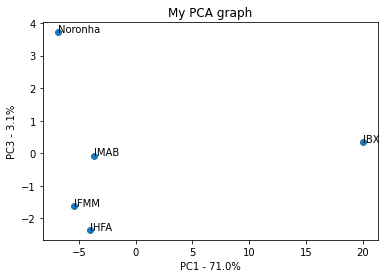 My PCA graph
PC3 - 3.1%
4
3
2
1
0
−1
−2
Noronha
IMAB
IBX
IFMM
IHFA
−5
0
5
10
15
20
PC1 - 71.0%